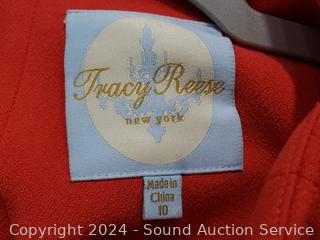 Tracy Reese
new york
Made in
China
10
Copyright 2024 - Sound Auction Service